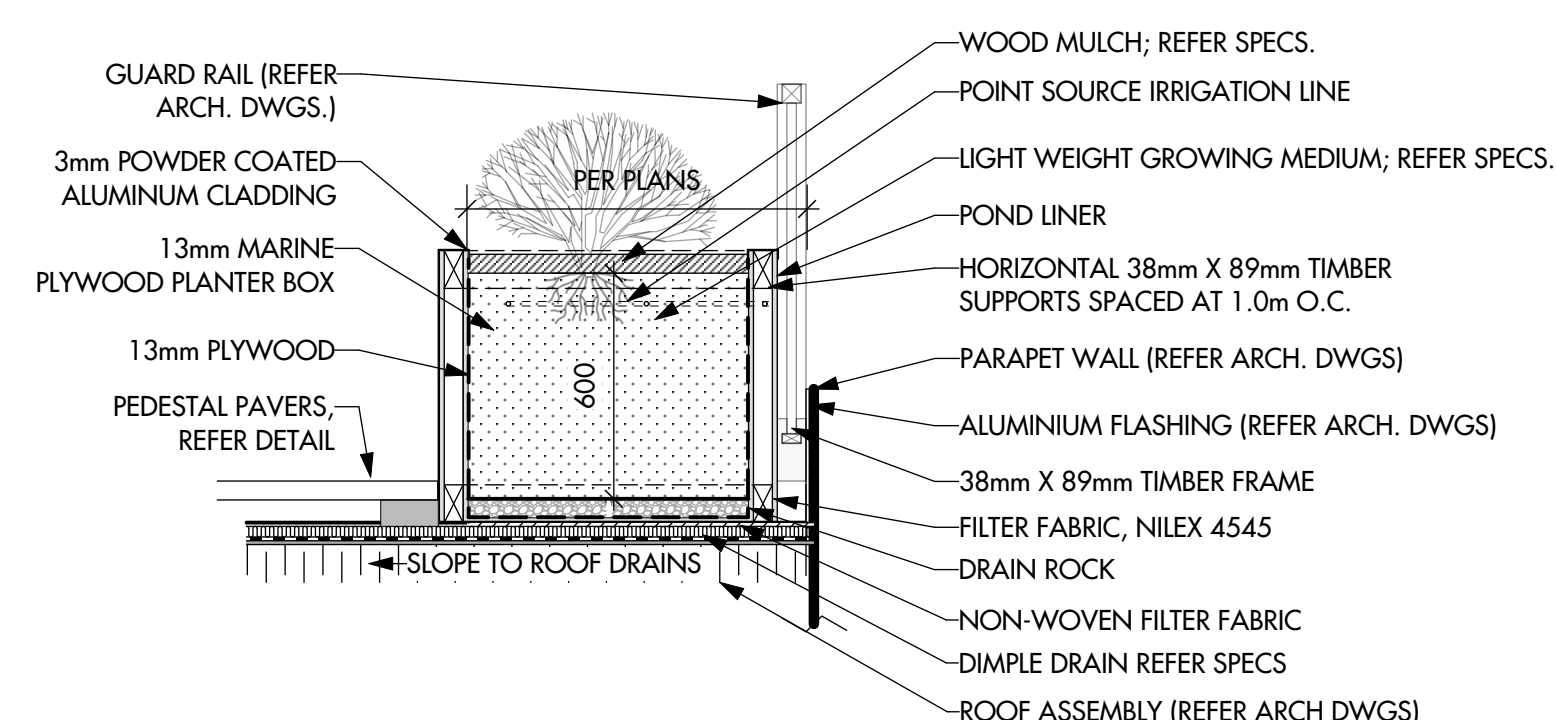 GUARD RAIL (REFER
ARCH. DWGS.)
3mm POWDER COATED
ALUMINUM CLADDING
13mm MARINE
PLYWOOD PLANTER BOX
13mm PLYWOOD
PEDESTAL PAVERS,
REFER DETAIL
PER PLANS
600
SLOPE TO ROOF DRAINS
WOOD MULCH; REFER SPECS.
POINT SOURCE IRRIGATION LINE
LIGHT WEIGHT GROWING MEDIUM; REFER SPECS.
POND LINER
HORIZONTAL 38mm X 89mm TIMBER
SUPPORTS SPACED AT 1.0m O.C.
PARAPET WALL (REFER ARCH. DWGS)
ALUMINIUM FLASHING (REFER ARCH. DWGS)
38mm X 89mm TIMBER FRAME
FILTER FABRIC, NILEX 4545
DRAIN ROCK
NON-WOVEN FILTER FABRIC
DIMPLE DRAIN REFER SPECS
ROOF ASSEMBLY (REFER ARCH DWGS)